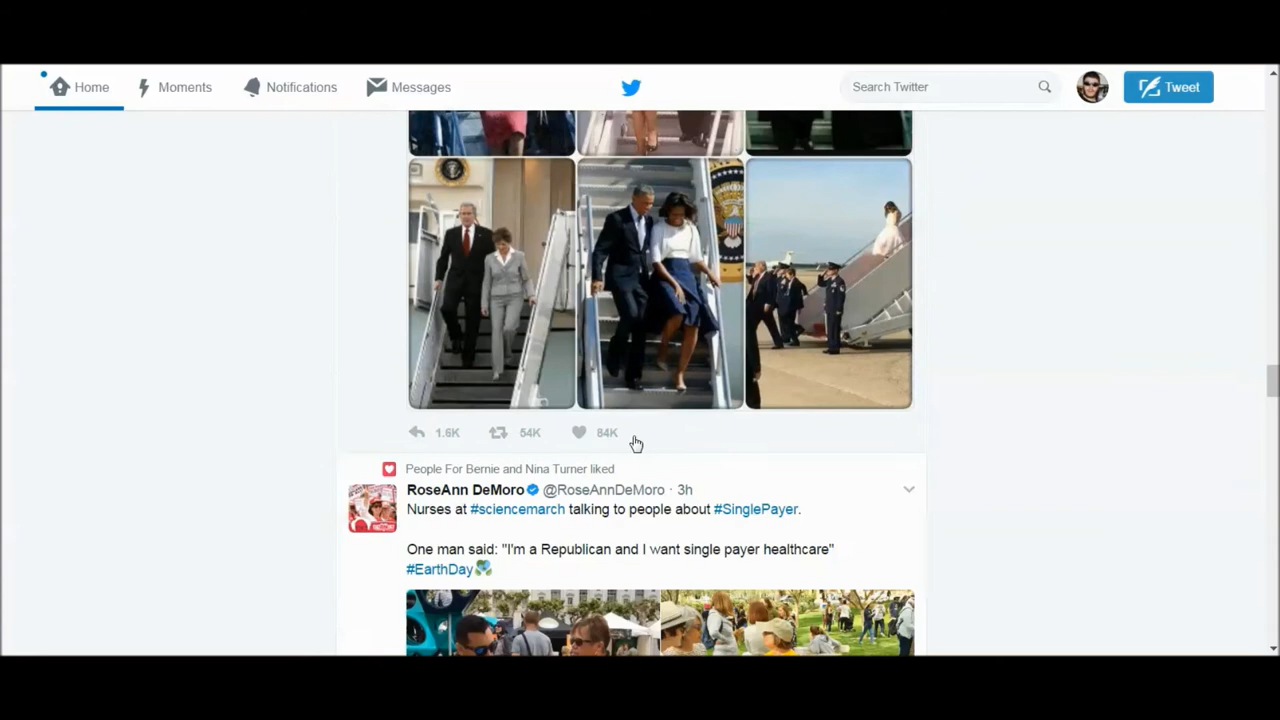 Home Moments Notifications Messages Search Twitter Tweet
1.6K 54K 84K
People For Bernie and Nina Turner liked
RoseAnn DeMoro @RoseAnnDeMoro · 3h
Nurses at #sciencemarch talking to people about #SinglePayer.
One man said: "I'm a Republican and I want single payer healthcare"
#EarthDay